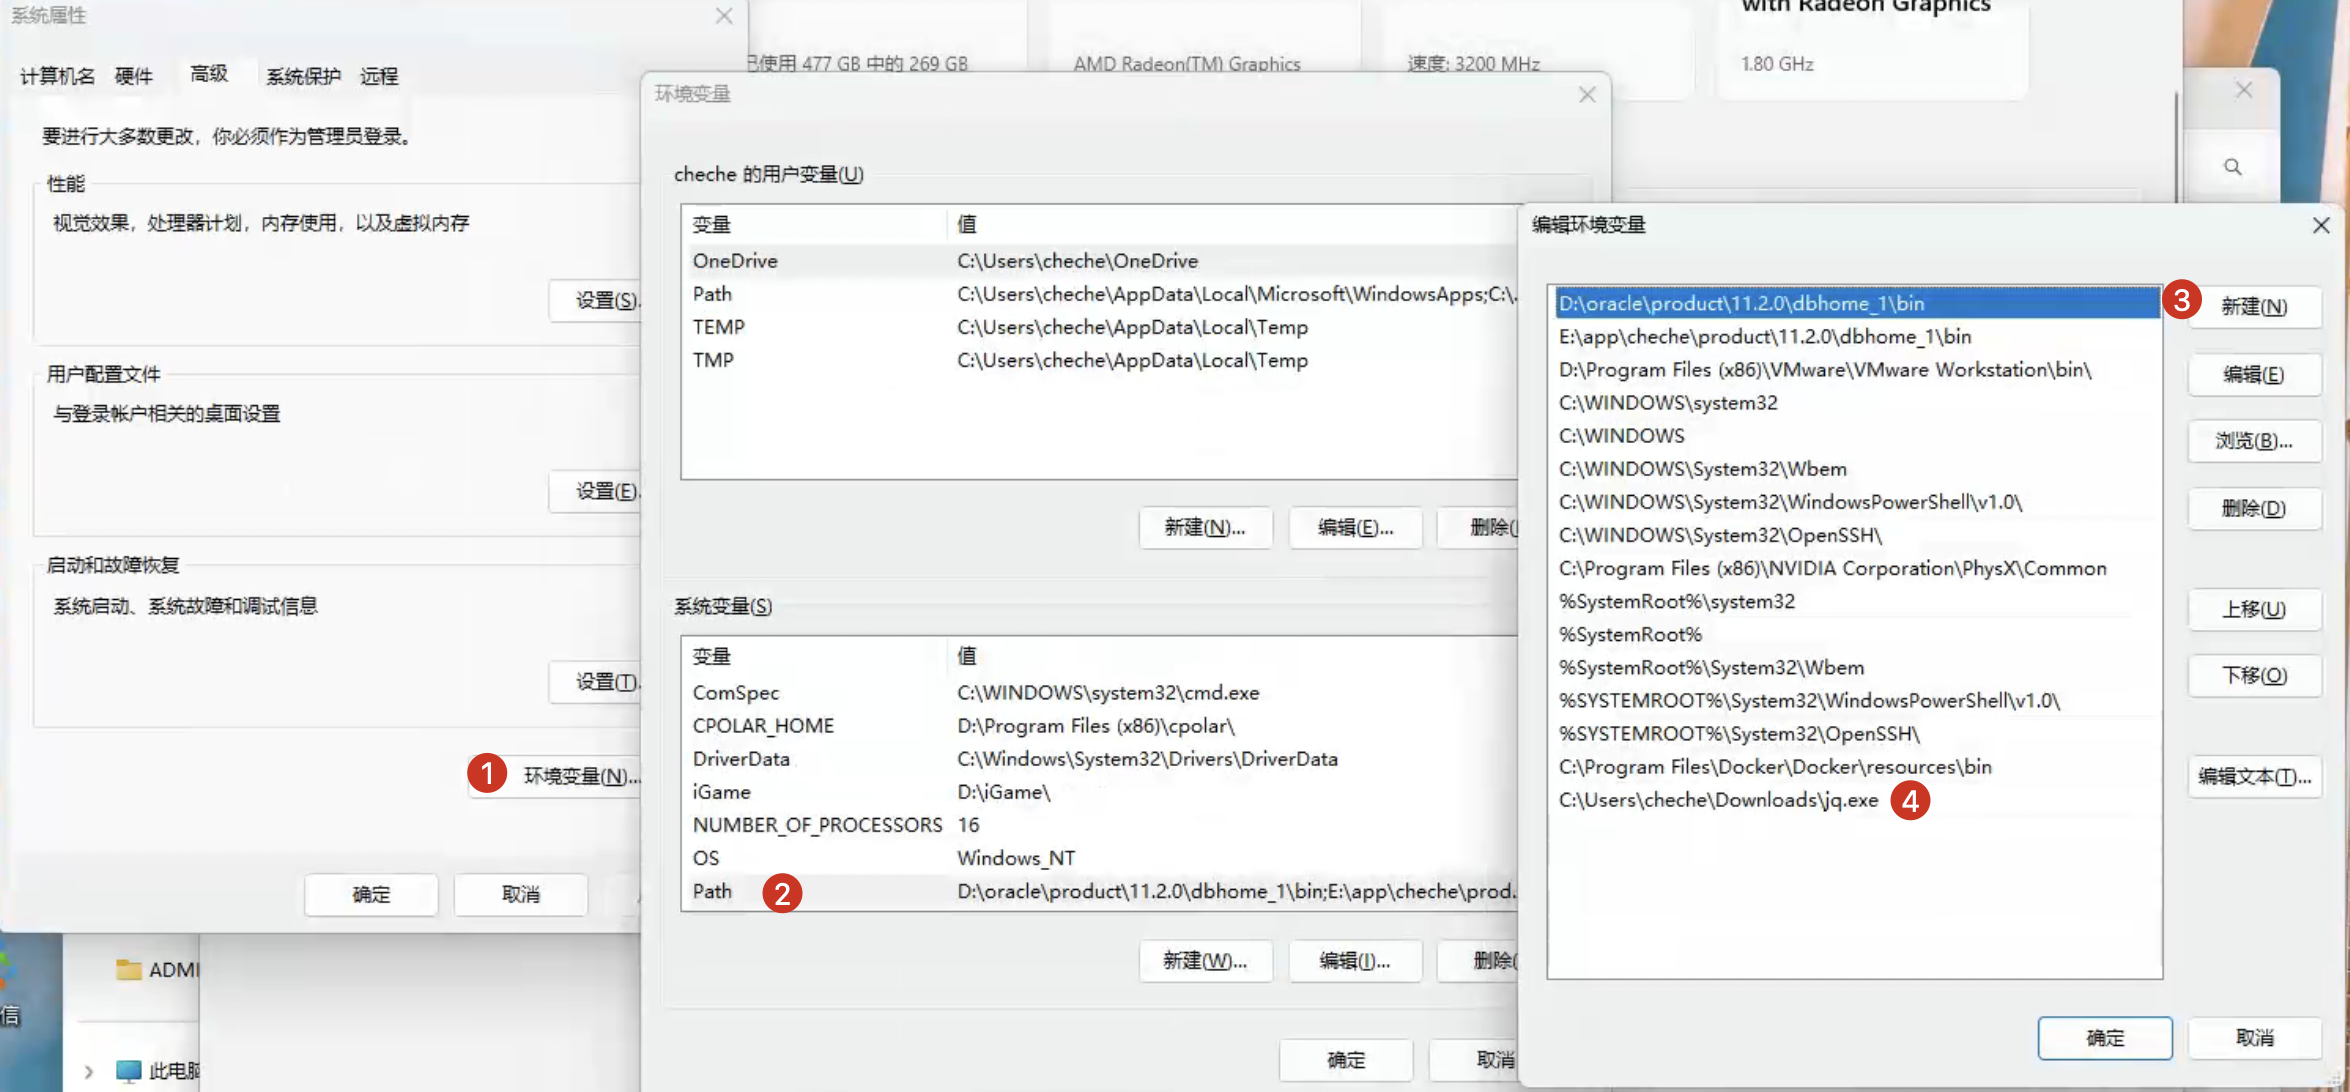 系统属性
计算机名 硬件 高级 系统保护 远程
要进行大多数更改，你必须作为管理员登录。
性能
视觉效果，处理器计划，内存使用，以及虚拟内存
设置(S)
用户配置文件
与登录帐户相关的桌面设置
设置(E)
启动和故障恢复
系统启动、系统故障和调试信息
设置(T)
1 环境变量(N)...
确定 取消
ADMI
信
此电脑
已使用 477 GB 中的 269 GB
AMD Radeon(TM) Graphics
速度: 3200 MHz
with Radeon Graphics
1.80 GHz
环境变量
cheche 的用户变量(U)
变量 值
OneDrive C:\Users\cheche\OneDrive
Path C:\Users\cheche\AppData\Local\Microsoft\WindowsApps;C:\.
TEMP C:\Users\cheche\AppData\Local\Temp
TMP C:\Users\cheche\AppData\Local\Temp
新建(N)... 编辑(E)... 删除(
系统变量(S)
变量 值
ComSpec C:\WINDOWS\system32\cmd.exe
CPOLAR_HOME D:\Program Files (x86)\cpolar\
DriverData C:\Windows\System32\Drivers\DriverData
iGame D:\iGame\
NUMBER_OF_PROCESSORS 16
OS Windows_NT
Path 2 D:\oracle\product\11.2.0\dbhome_1\bin;E:\app\cheche\prod.
新建(W)... 编辑(I)... 删除(
确定 取消
编辑环境变量
D:\oracle\product\11.2.0\dbhome_1\bin
E:\app\cheche\product\11.2.0\dbhome_1\bin
D:\Program Files (x86)\VMware\VMware Workstation\bin\
C:\WINDOWS\system32
C:\WINDOWS
C:\WINDOWS\System32\Wbem
C:\WINDOWS\System32\WindowsPowerShell\v1.0\
C:\WINDOWS\System32\OpenSSH\
C:\Program Files (x86)\NVIDIA Corporation\PhysX\Common
%SystemRoot%\system32
%SystemRoot%
%SystemRoot%\System32\Wbem
%SYSTEMROOT%\System32\WindowsPowerShell\v1.0\
%SYSTEMROOT%\System32\OpenSSH\
C:\Program Files\Docker\Docker\resources\bin
C:\Users\cheche\Downloads\jq.exe 4
3 新建(N)
编辑(E)
浏览(B)...
删除(D)
上移(U)
下移(O)
编辑文本(T)...
确定 取消